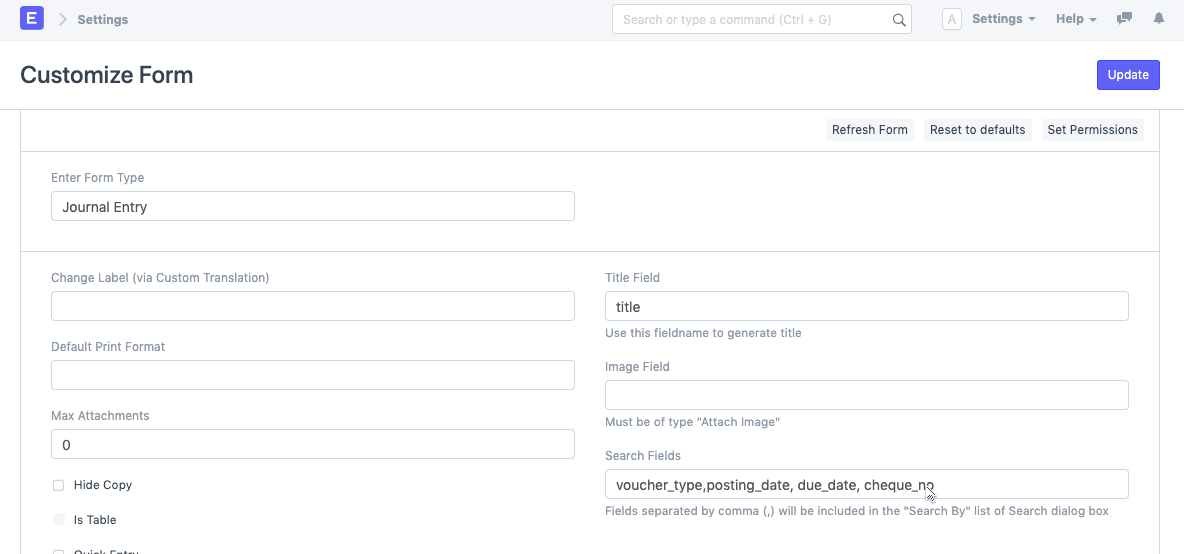 E Settings Search or type a command (Ctrl + G) A Settings Help
Customize Form Update
Refresh Form Reset to defaults Set Permissions
Enter Form Type
Journal Entry
Change Label (via Custom Translation) Title Field
title
Use this fieldname to generate title
Default Print Format Image Field
Must be of type "Attach Image"
Max Attachments Search Fields
0 voucher_type,posting_date, due_date, cheque_no
Hide Copy Fields separated by comma (,) will be included in the "Search By" list of Search dialog box
Is Table
Quick Entry